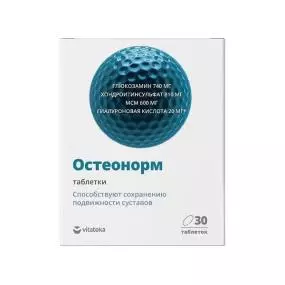 ГЛЮКОЗАМИН 740 МГ
ХОНДРОИТИНСУЛЬФАТ 810 МГ
МСМ 600 МГ
ГИАЛУРОНОВАЯ КИСЛОТА 20 МГ*
Остеонорм
таблетки
Способствуют сохранению
подвижности суставов
vitateka
30
таблеток